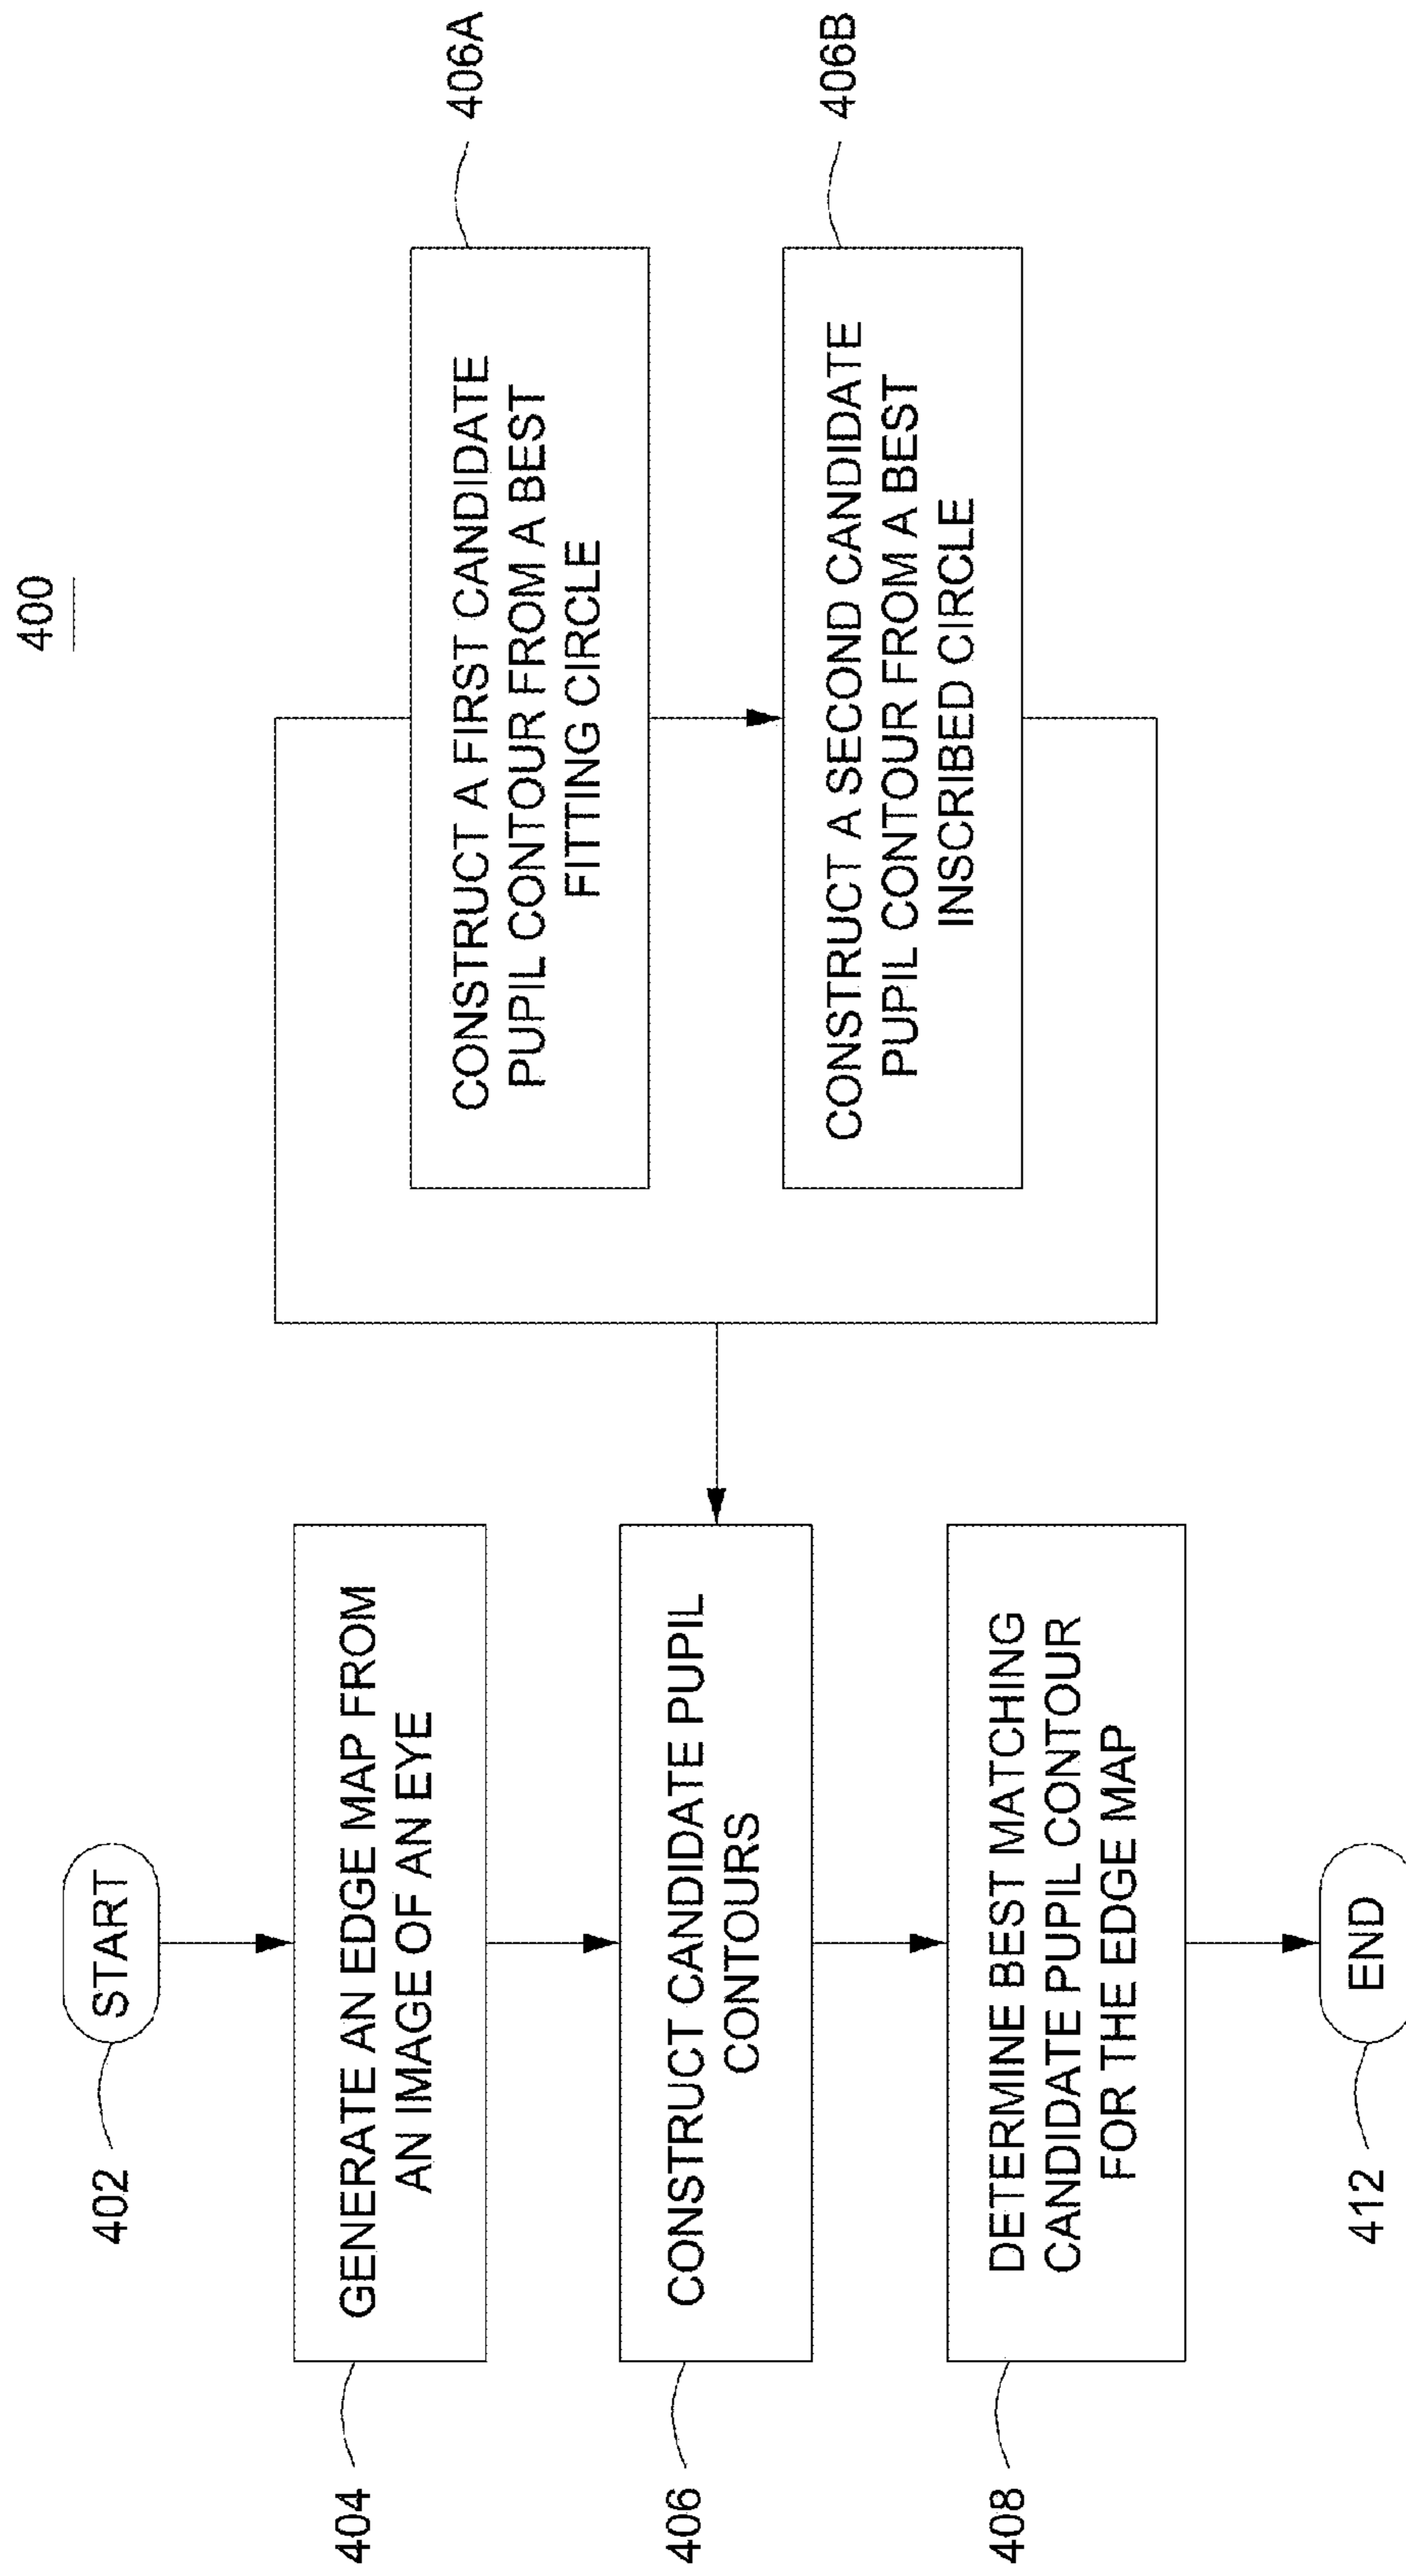 400
402
START
404
GENERATE AN EDGE MAP FROM
AN IMAGE OF AN EYE
406
CONSTRUCT CANDIDATE PUPIL
CONTOURS
408
DETERMINE BEST MATCHING
CANDIDATE PUPIL CONTOUR
FOR THE EDGE MAP
412
END
CONSTRUCT A FIRST CANDIDATE
PUPIL CONTOUR FROM A BEST
FITTING CIRCLE
406A
CONSTRUCT A SECOND CANDIDATE
PUPIL CONTOUR FROM A BEST
INSCRIBED CIRCLE
406B